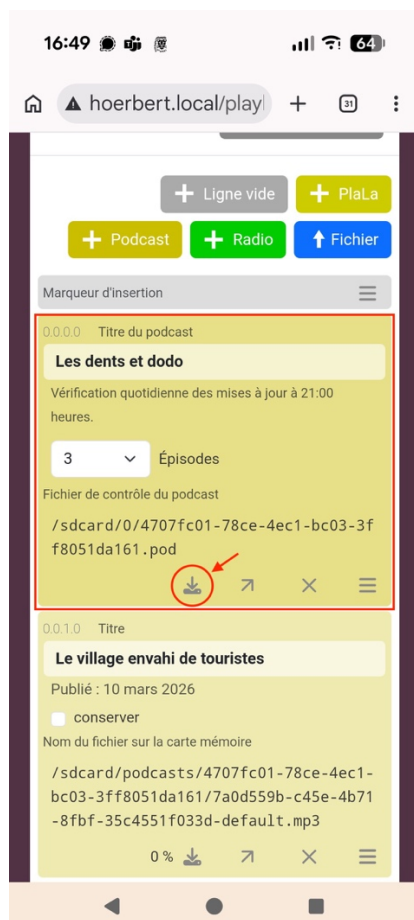 16:49
64
hoerbert.local/playl
31
Ligne vide
PlaLa
Podcast
Radio
Fichier
Marqueur d'insertion
0.0.0.0 Titre du podcast
Les dents et dodo
Vérification quotidienne des mises à jour à 21:00
heures.
3 Épisodes
Fichier de contrôle du podcast
/sdcard/0/4707fc01-78ce-4ec1-bc03-3f
f8051da161.pod
0.0.1.0 Titre
Le village envahi de touristes
Publié : 10 mars 2026
conserver
Nom du fichier sur la carte mémoire
/sdcard/podcasts/4707fc01-78ce-4ec1-
bc03-3ff8051da161/7a0d559b-c45e-4b71
-8fbf-35c4551f033d-default.mp3
0 %